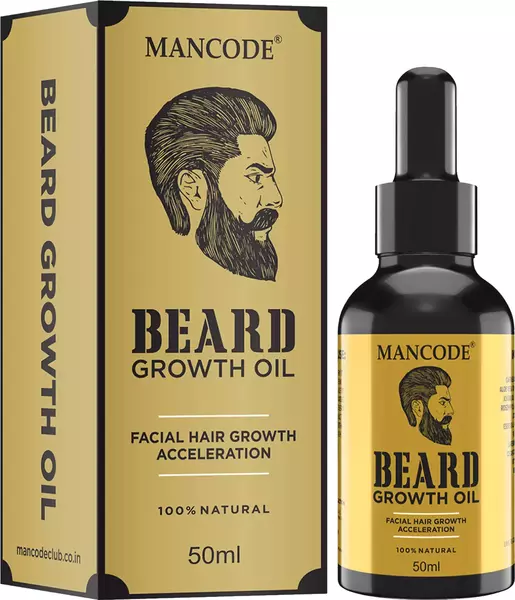 BEARD GROWTH OIL
mancodeclub.co.in
MANCODE®
BEARD
GROWTH OIL
FACIAL HAIR GROWTH
ACCELERATION
100% NATURAL
50ml
MANCODE®
BEARD
GROWTH OIL
FACIAL HAIR GROWTH
ACCELERATION
100% NATURAL
50ml